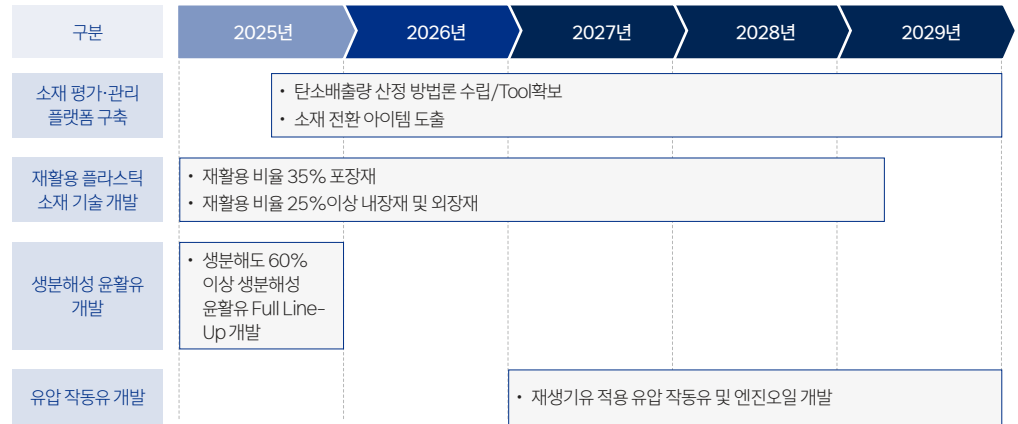 구분
2025년
2026년
2027년
2028년
2029년
소재 평가·관리
플랫폼 구축
• 탄소배출량 산정 방법론 수립/Tool확보
• 소재 전환 아이템 도출
재활용 플라스틱
소재 기술 개발
• 재활용 비율 35% 포장재
• 재활용 비율 25%이상 내장재 및 외장재
생분해성 윤활유
개발
• 생분해도 60%
이상 생분해성
윤활유 Full Line-
Up 개발
유압 작동유 개발
• 재생기유 적용 유압 작동유 및 엔진오일 개발